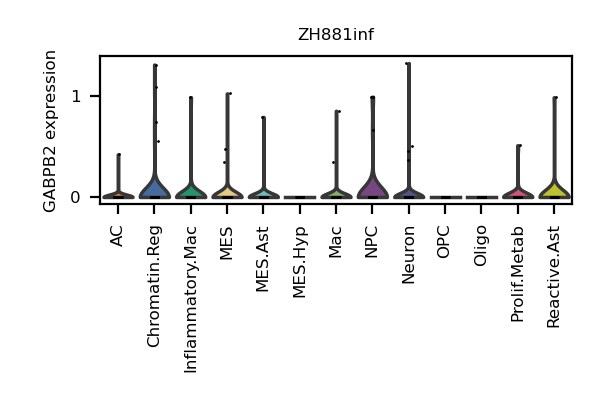 ZH881inf
GABPB2 expression
1
0
AC
Chromatin.Reg
Inflammatory.Mac
MES
MES.Ast
MES.Hyp
Mac
NPC
Neuron
OPC
Oligo
Prolif.Metab
Reactive.Ast